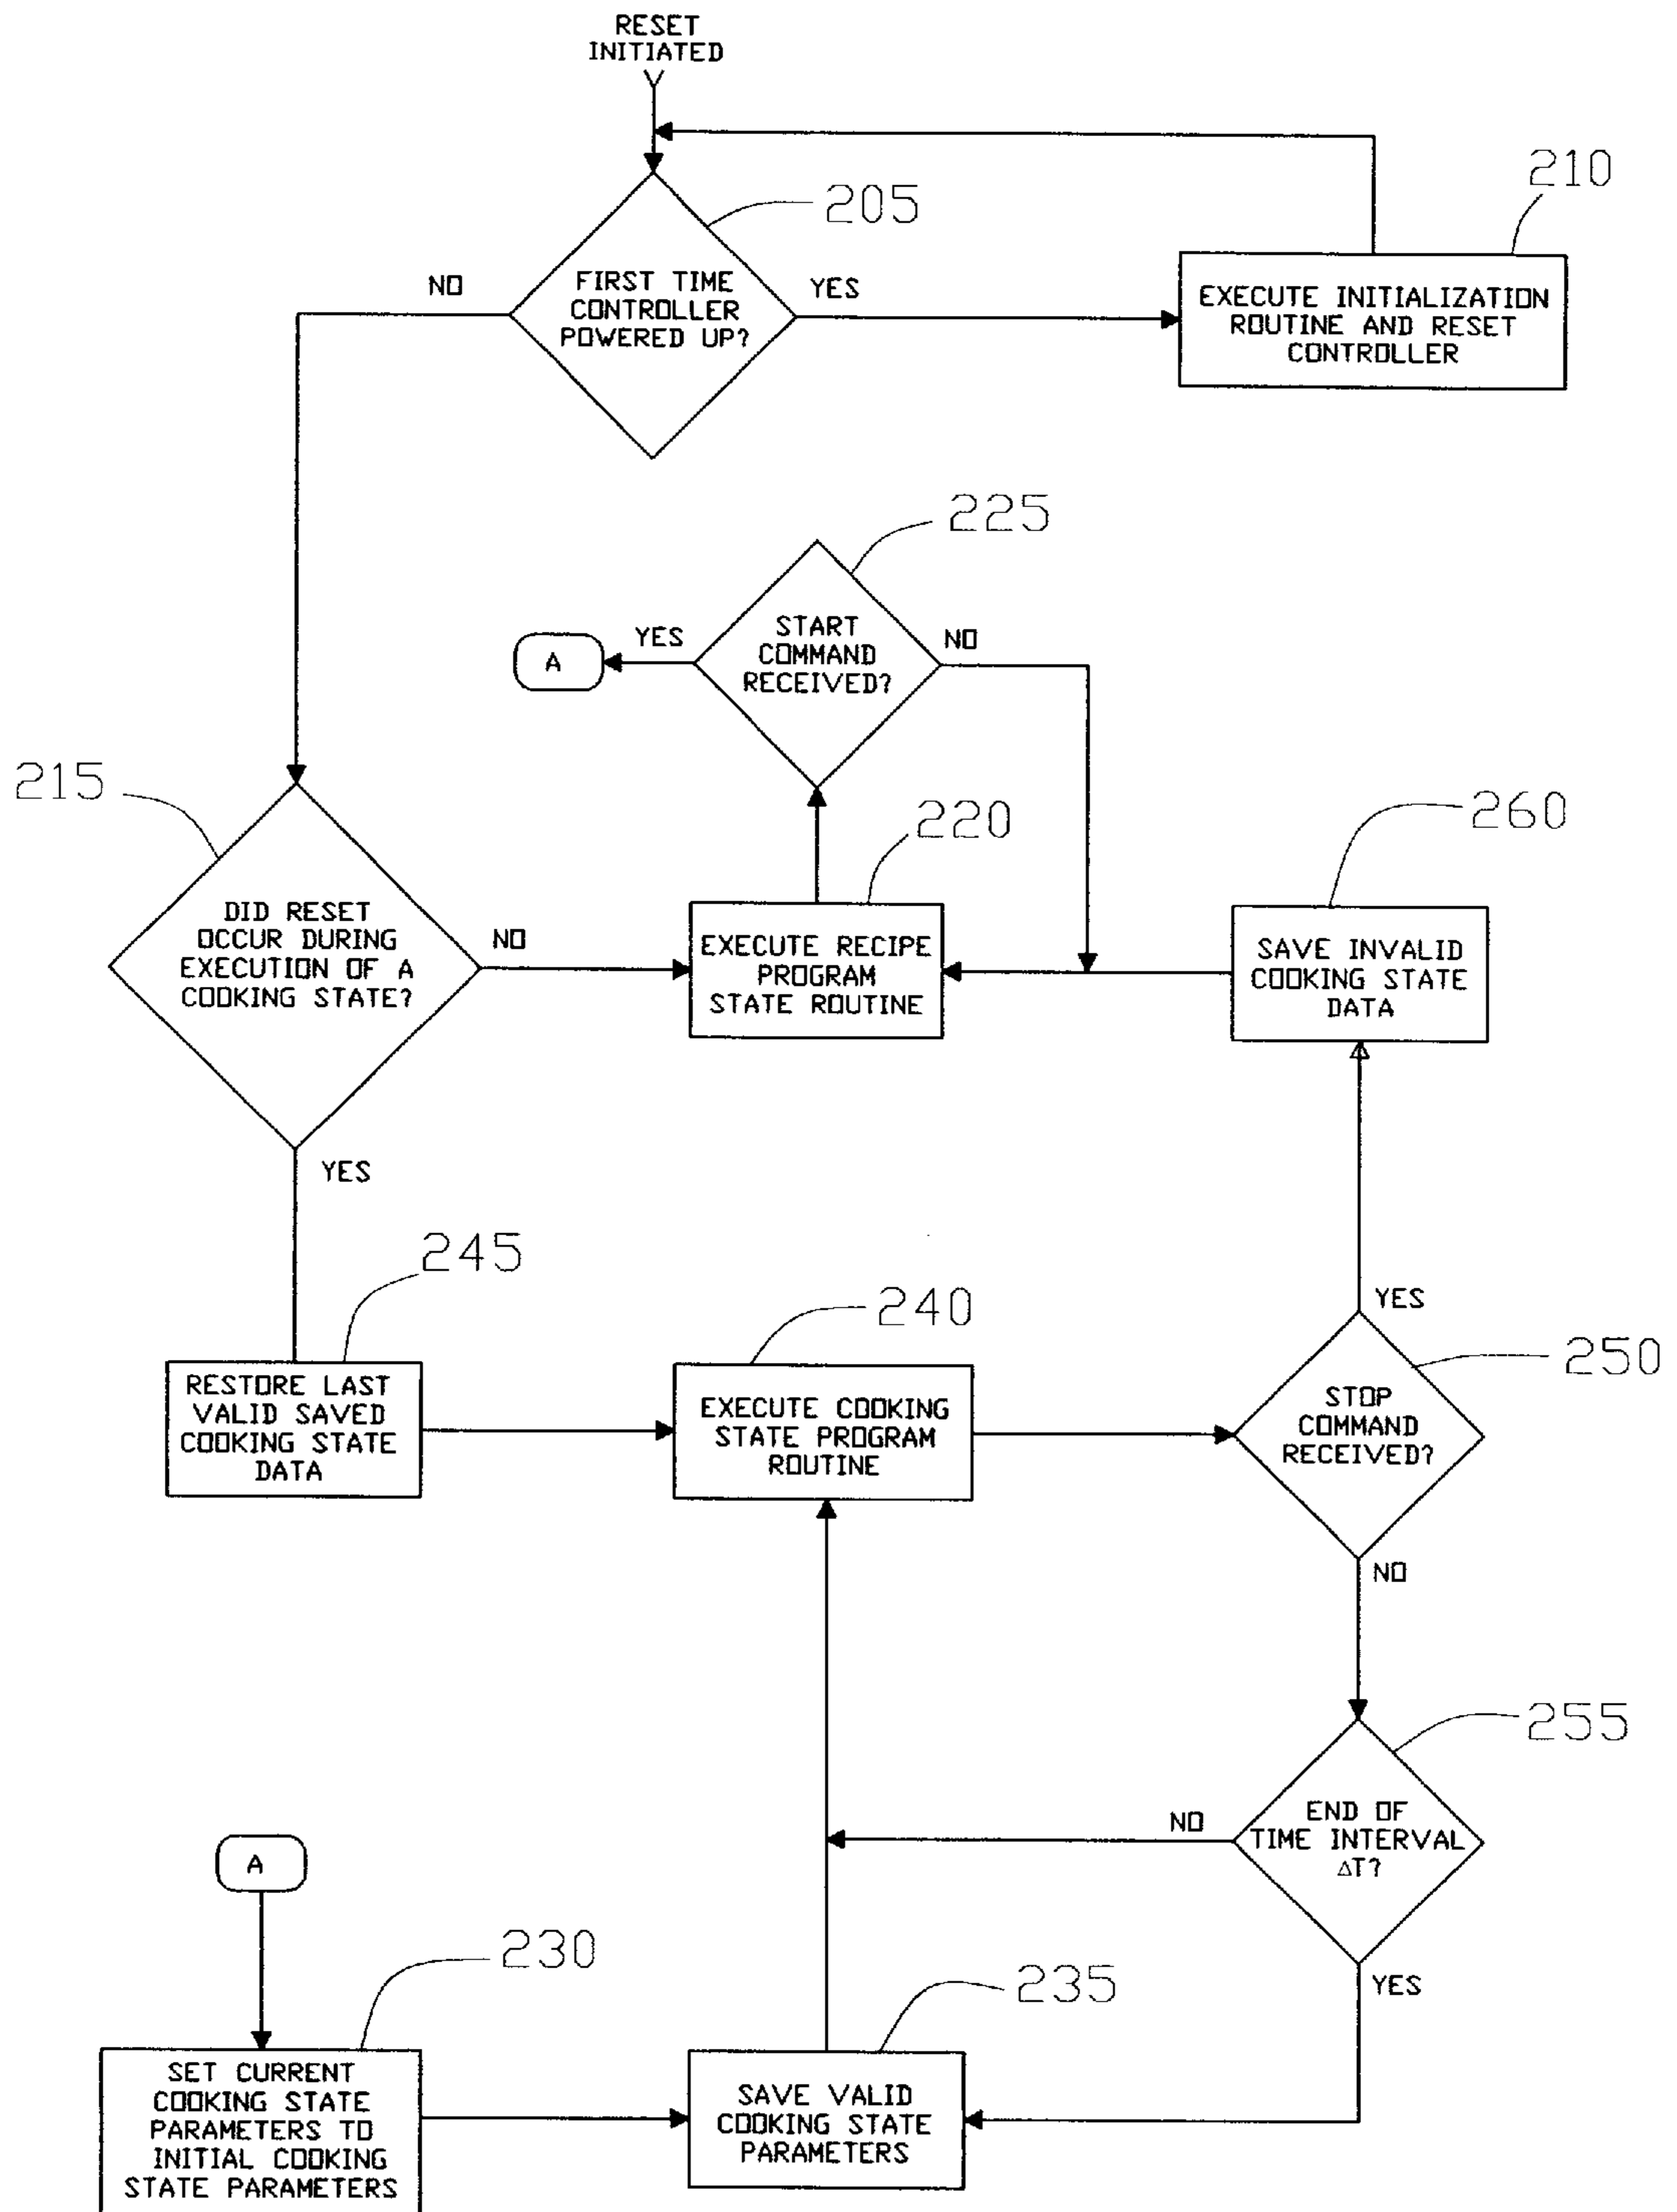 RESET
INITIATED
205
210
NO
FIRST TIME
CONTROLLER
POWERED UP?
YES
EXECUTE INITIALIZATION
ROUTINE AND RESET
CONTROLLER
225
A
YES
START
COMMAND
RECEIVED?
NO
215
220
260
DID RESET
OCCUR DURING
EXECUTION OF A
COOKING STATE?
NO
EXECUTE RECIPE
PROGRAM
STATE ROUTINE
SAVE INVALID
COOKING STATE
DATA
YES
245
240
YES
250
RESTORE LAST
VALID SAVED
COOKING STATE
DATA
EXECUTE COOKING
STATE PROGRAM
ROUTINE
STOP
COMMAND
RECEIVED?
NO
255
NO
END OF
TIME INTERVAL
ΔT?
A
230
235
YES
SET CURRENT
COOKING STATE
PARAMETERS TO
INITIAL COOKING
STATE PARAMETERS
SAVE VALID
COOKING STATE
PARAMETERS